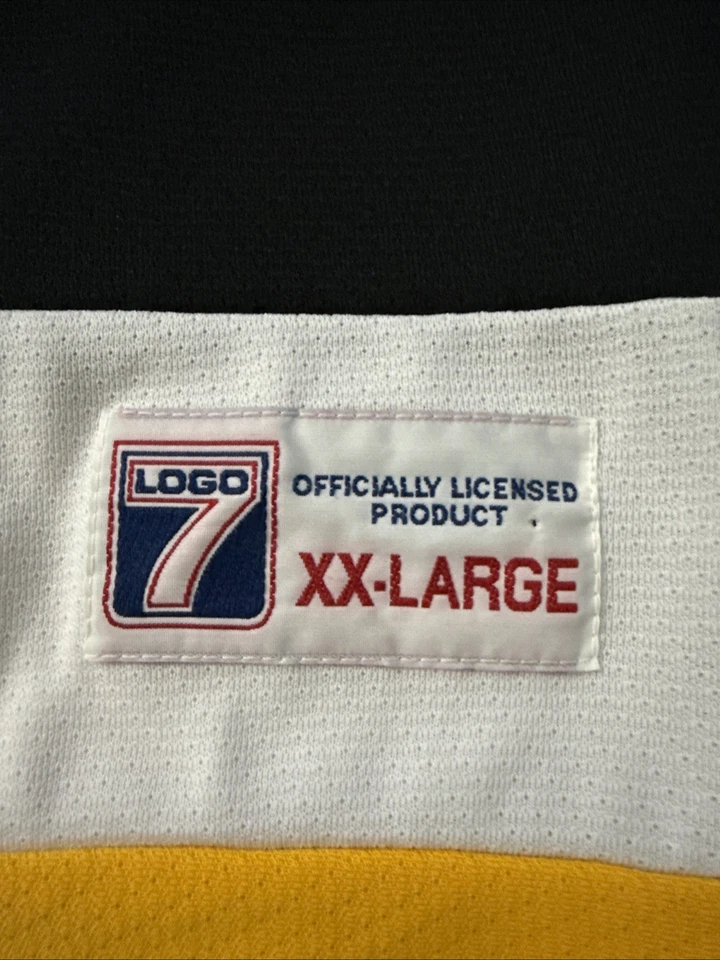 LOGO
7
OFFICIALLY LICENSED
PRODUCT
XX-LARGE